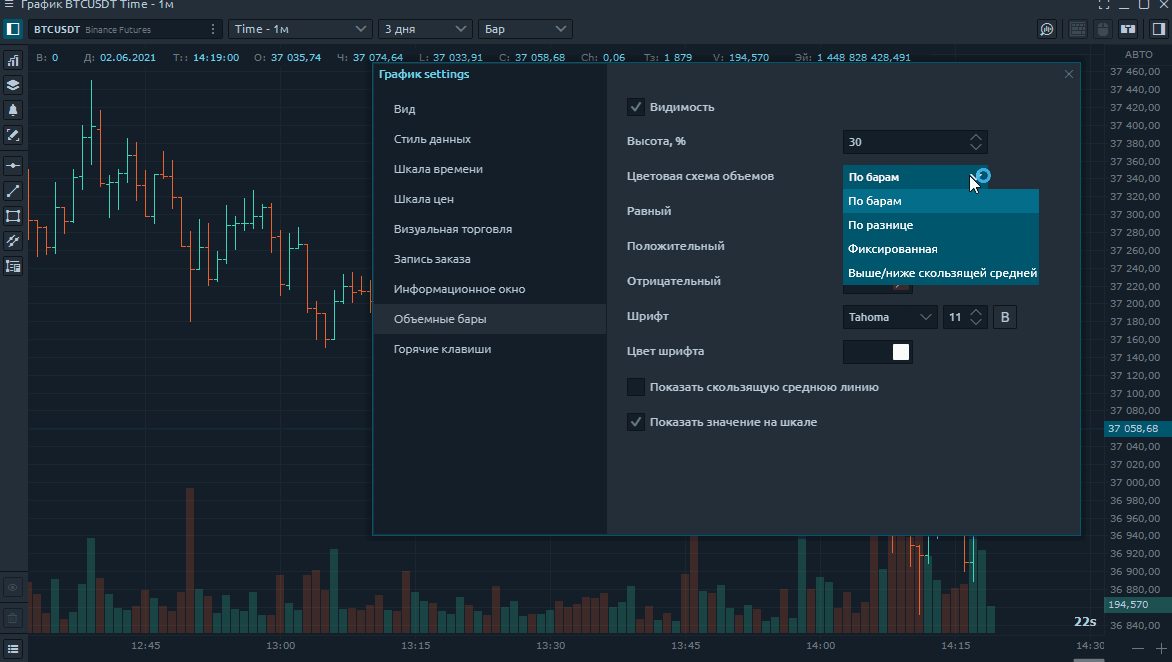 График BTCUSDT Time - 1м
BTCUSDT Binance Futures
Time - 1м
3 дня
Бар
В: 0 Д: 02.06.2021 Т:: 14:19:00 О: 37 035,74 Ч: 37 074,64 L: 37 033,91 С: 37 058,68 Ch: 0,06 Тз: 1 879 V: 194,570 Эй: 1 448 828 428,491
АВТО
График settings
Вид
Стиль данных
Шкала времени
Шкала цен
Визуальная торговля
Запись заказа
Информационное окно
Объемные бары
Горячие клавиши
Видимость
Высота, %
30
Цветовая схема объемов
По барам
По барам
По разнице
Фиксированная
Выше/ниже скользящей средней
Равный
Положительный
Отрицательный
Шрифт
Tahoma
11
B
Цвет шрифта
Показать скользящую среднюю линию
Показать значение на шкале
37 460,00
37 440,00
37 420,00
37 400,00
37 380,00
37 360,00
37 340,00
37 320,00
37 300,00
37 280,00
37 260,00
37 240,00
37 220,00
37 200,00
37 180,00
37 160,00
37 140,00
37 120,00
37 100,00
37 080,00
37 058,68
37 040,00
37 020,00
37 000,00
36 980,00
36 960,00
36 940,00
36 920,00
36 900,00
36 880,00
194,570
36 840,00
22s
12:45
13:00
13:15
13:30
13:45
14:00
14:15
14:30